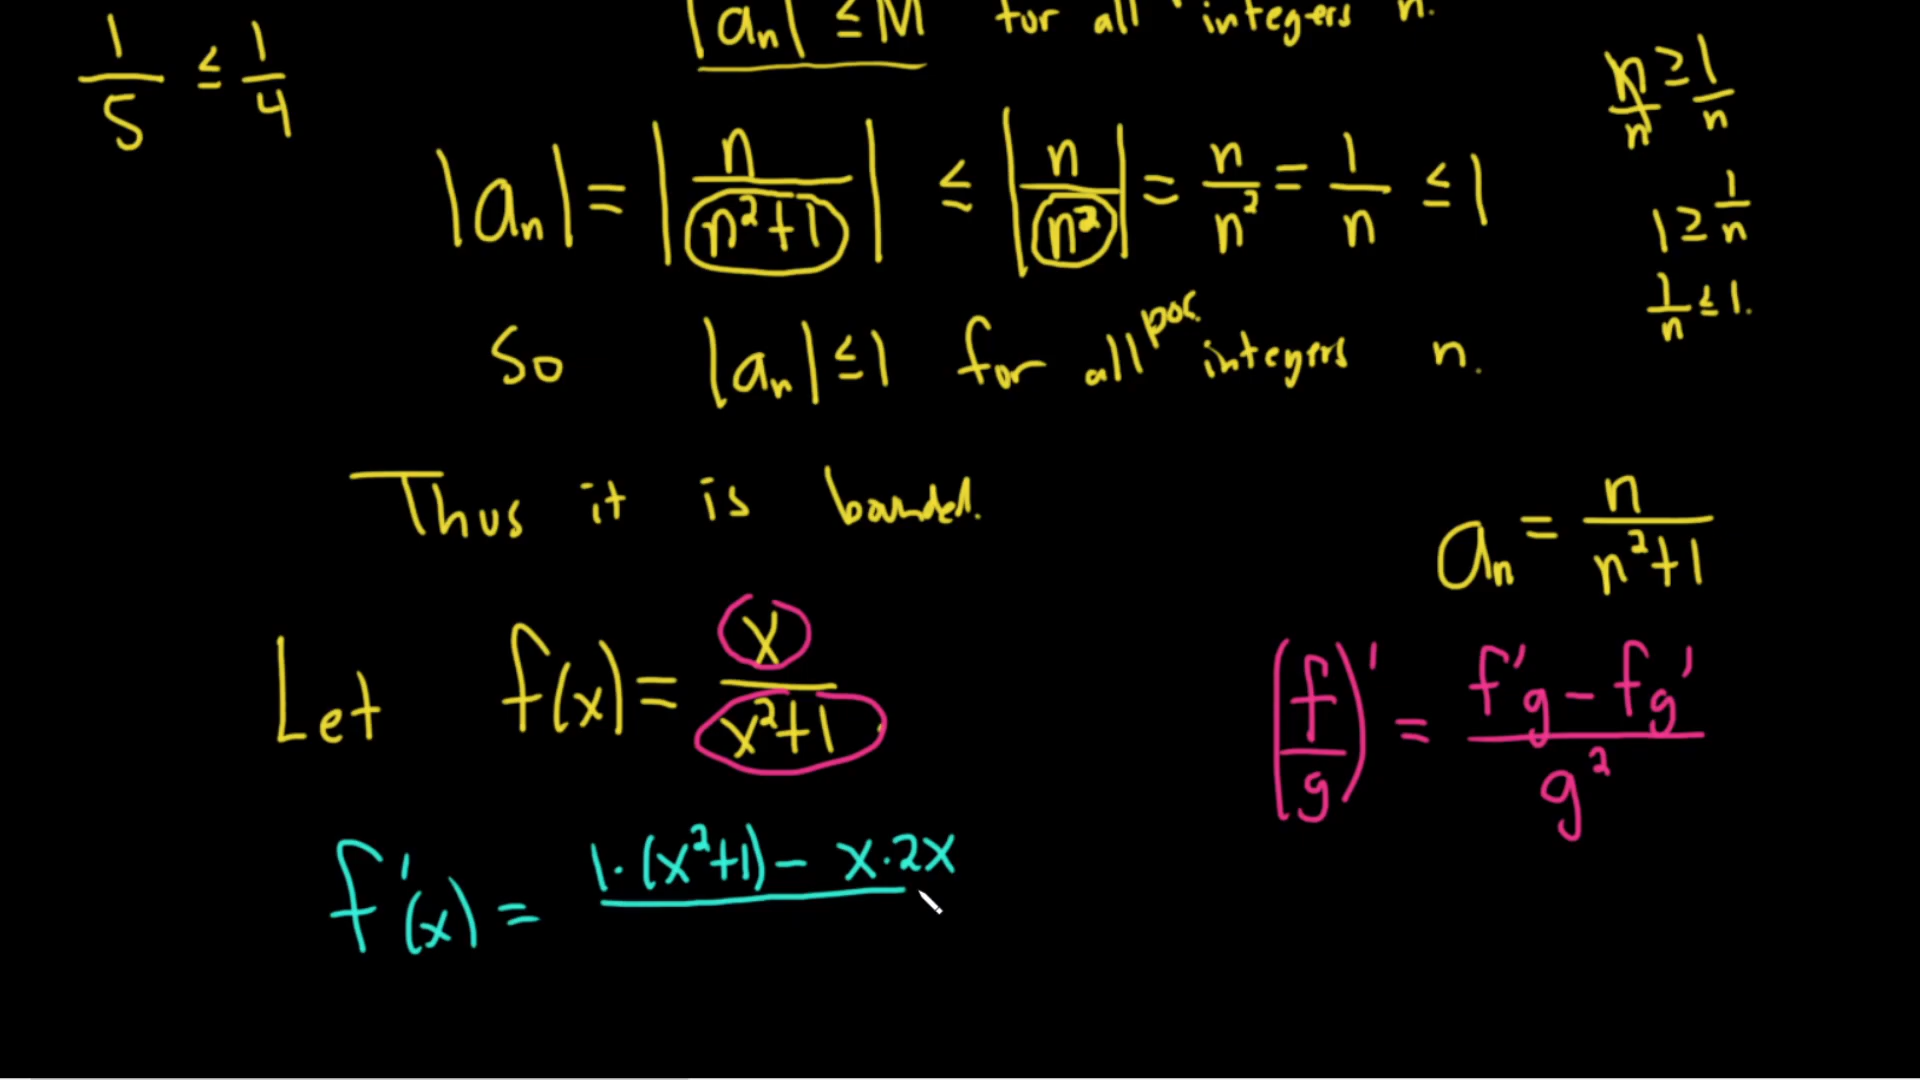 |aₙ| ≤ M for all integers n.
1/5 ≤ 1/4
n/n ≥ 1/n
|aₙ| = |n/(n²+1)| ≤ |n/n²| = n/n² = 1/n ≤ 1
1 ≥ 1/n
1/n ≤ 1.
So |aₙ| ≤ 1 for all pos. integers n.
Thus it is bounded.
aₙ = n/(n²+1)
Let f(x) = x/(x²+1)
(f/g)' = (f'g - fg')/g²
f'(x) = 1·(x²+1) - x·2x